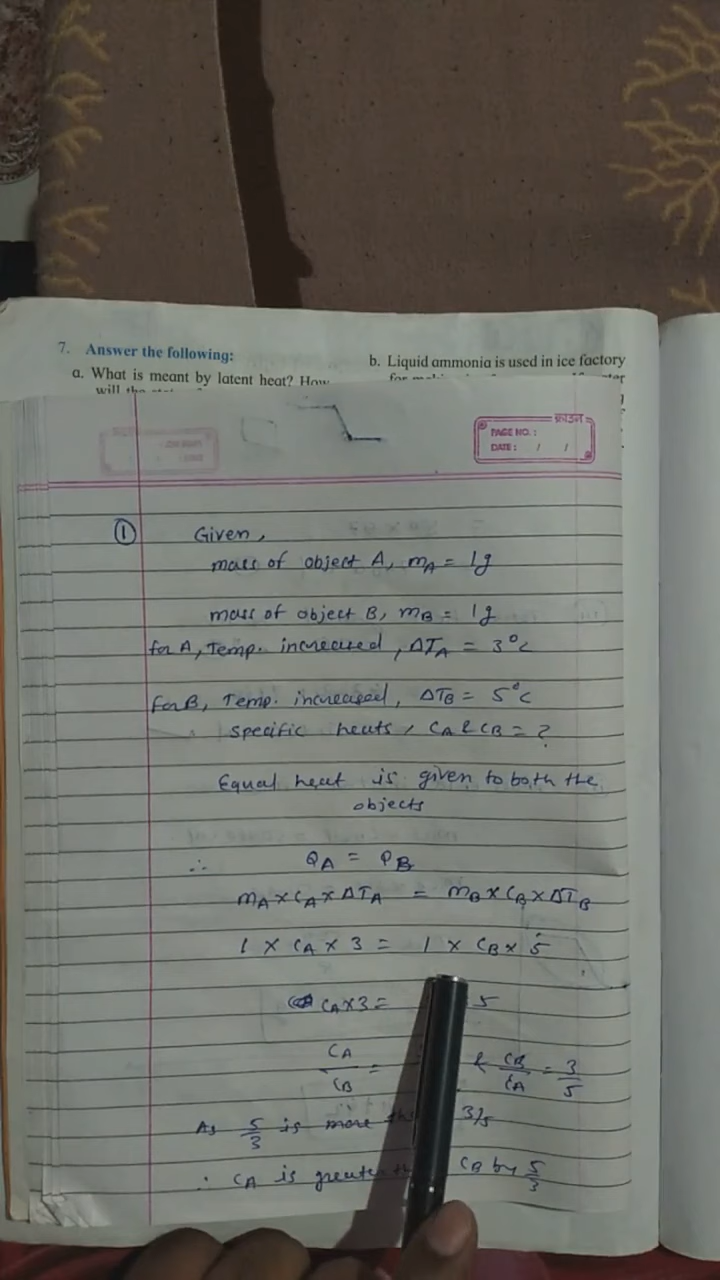 7. Answer the following:
a. What is meant by latent heat? How
will the
b. Liquid ammonia is used in ice factory
क्राउन
PAGE NO. :
DATE : / /
① Given,
mass of object A, mA = 1g
mass of object B, mB = 1g
for A, Temp. increased, ΔTA = 3°c
for B, Temp. increased, ΔTB = 5°c
specific heats, CA & CB = ?
Equal heat is given to both the
objects
∴ QA = QB
mA × CA × ΔTA = mB × CB × ΔTB
1 × CA × 3 = 1 × CB × 5
CA × 3 = 5
CA/CB = & CB/CA = 3/5
As 5/3 is more 3/5
∴ CA is greater CB by 5/3